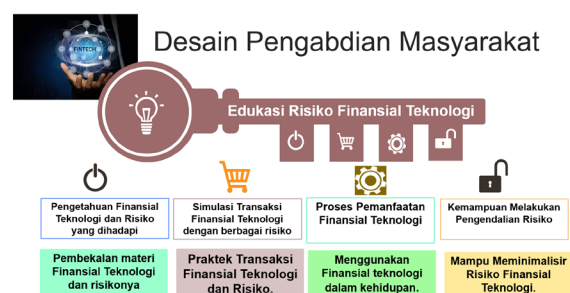 FINTECH
Desain Pengabdian Masyarakat
Edukasi Risiko Finansial Teknologi
Pengetahuan Finansial
Teknologi dan Risiko
yang dihadapi
Simulasi Transaksi
Finansial Teknologi
dengan berbagai risiko
Proses Pemanfaatan
Finansial Teknologi
Kemampuan Melakukan
Pengendalian Risiko
Pembekalan materi
Finansial Teknologi
dan risikonya
Praktek Transaksi
Finansial Teknologi
dan Risiko.
Menggunakan
Finansial teknologi
dalam kehidupan.
Mampu Meminimalisir
Risiko Finansial
Teknologi.